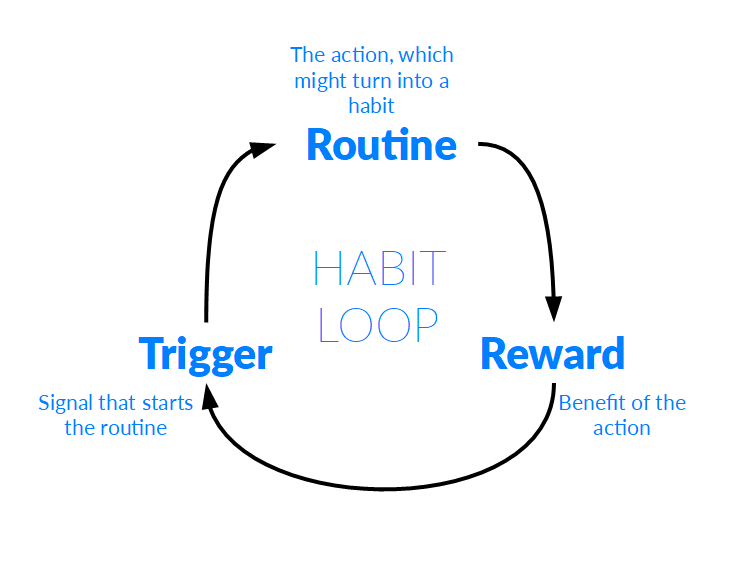 The action, which
might turn into a
habit
Routine
HABIT
LOOP
Trigger
Signal that starts
the routine
Reward
Benefit of the
action